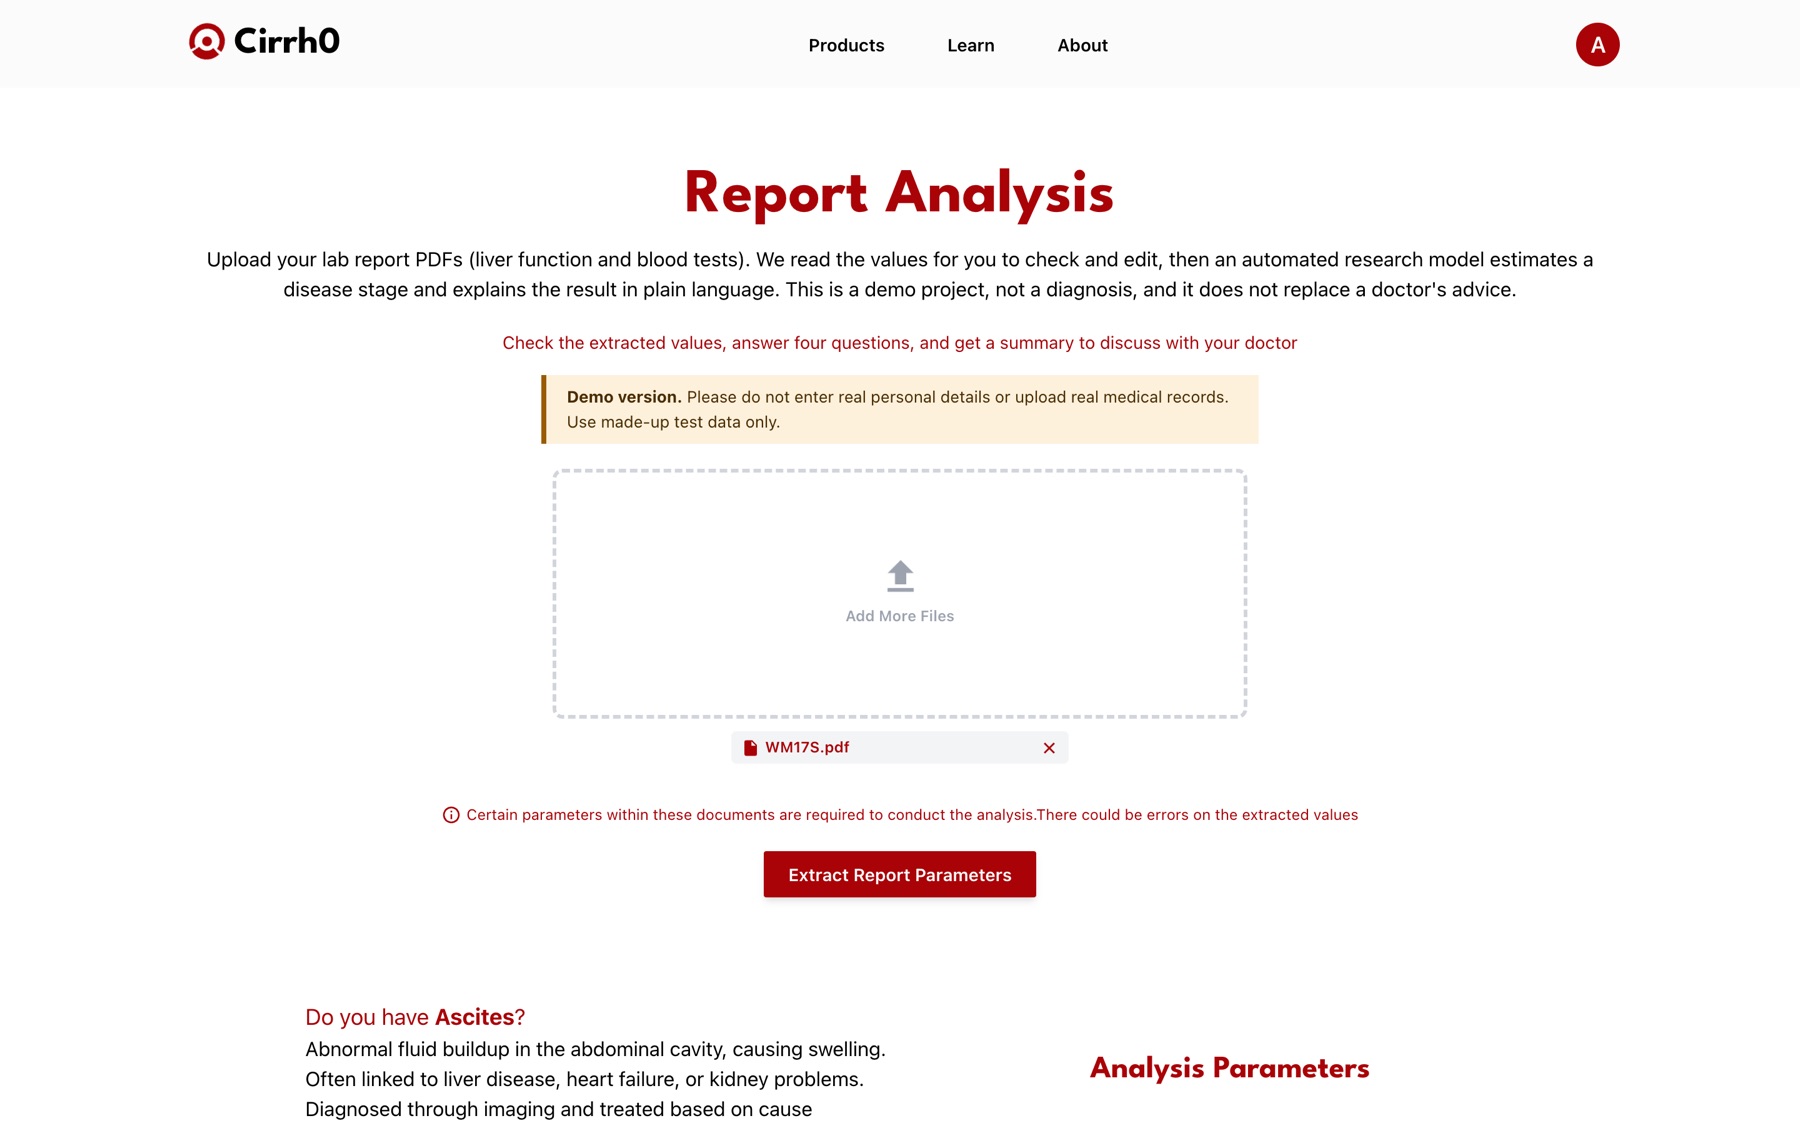 Cirrh0
Products
Learn
About
A
Report Analysis
Upload your lab report PDFs (liver function and blood tests). We read the values for you to check and edit, then an automated research model estimates a
disease stage and explains the result in plain language. This is a demo project, not a diagnosis, and it does not replace a doctor's advice.
Check the extracted values, answer four questions, and get a summary to discuss with your doctor
Demo version. Please do not enter real personal details or upload real medical records.
Use made-up test data only.
Add More Files
WM17S.pdf
Certain parameters within these documents are required to conduct the analysis.There could be errors on the extracted values
Extract Report Parameters
Do you have Ascites?
Abnormal fluid buildup in the abdominal cavity, causing swelling.
Often linked to liver disease, heart failure, or kidney problems.
Diagnosed through imaging and treated based on cause
Analysis Parameters